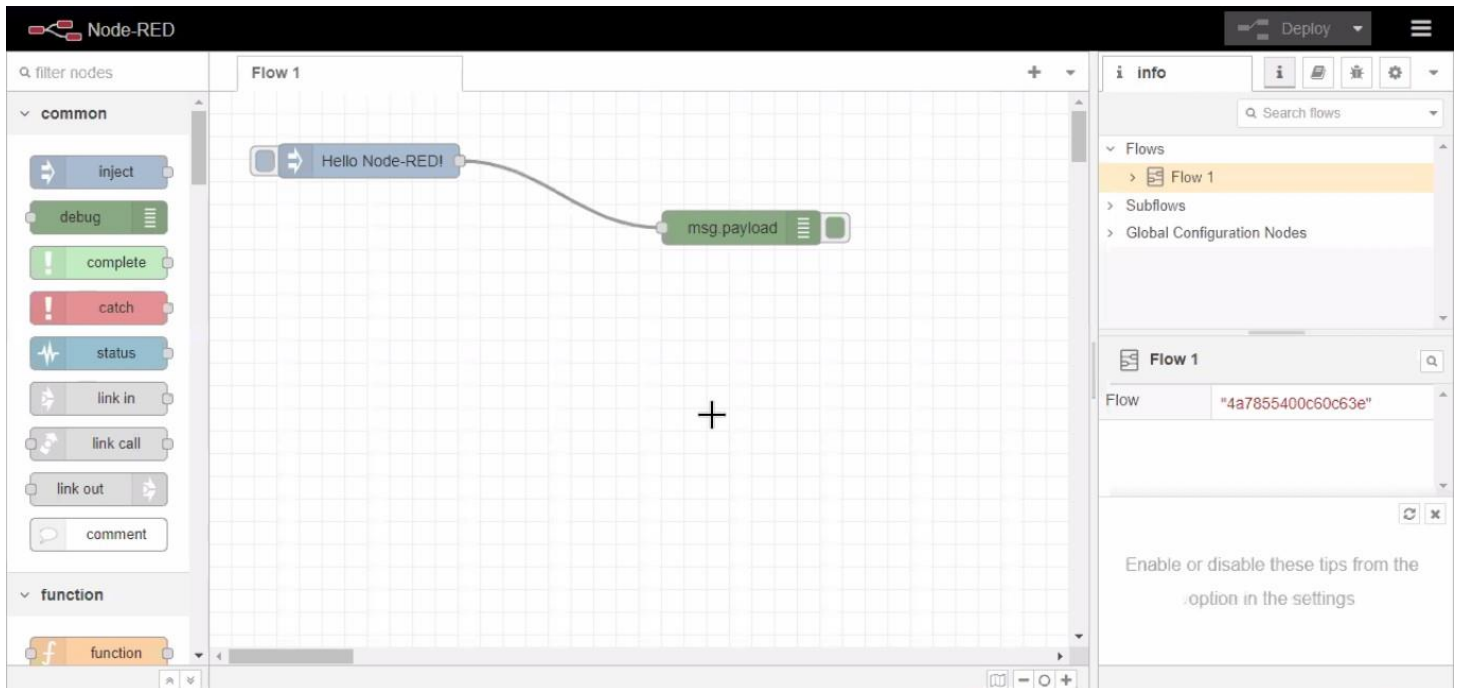 Node-RED
Deploy
filter nodes
Flow 1
i info
i
Search flows
common
inject
debug
complete
catch
status
link in
link call
link out
comment
function
function
Hello Node-RED!
msg.payload
Flows
Flow 1
Subflows
Global Configuration Nodes
Flow 1
Flow "4a7855400c60c63e"
Enable or disable these tips from the
option in the settings